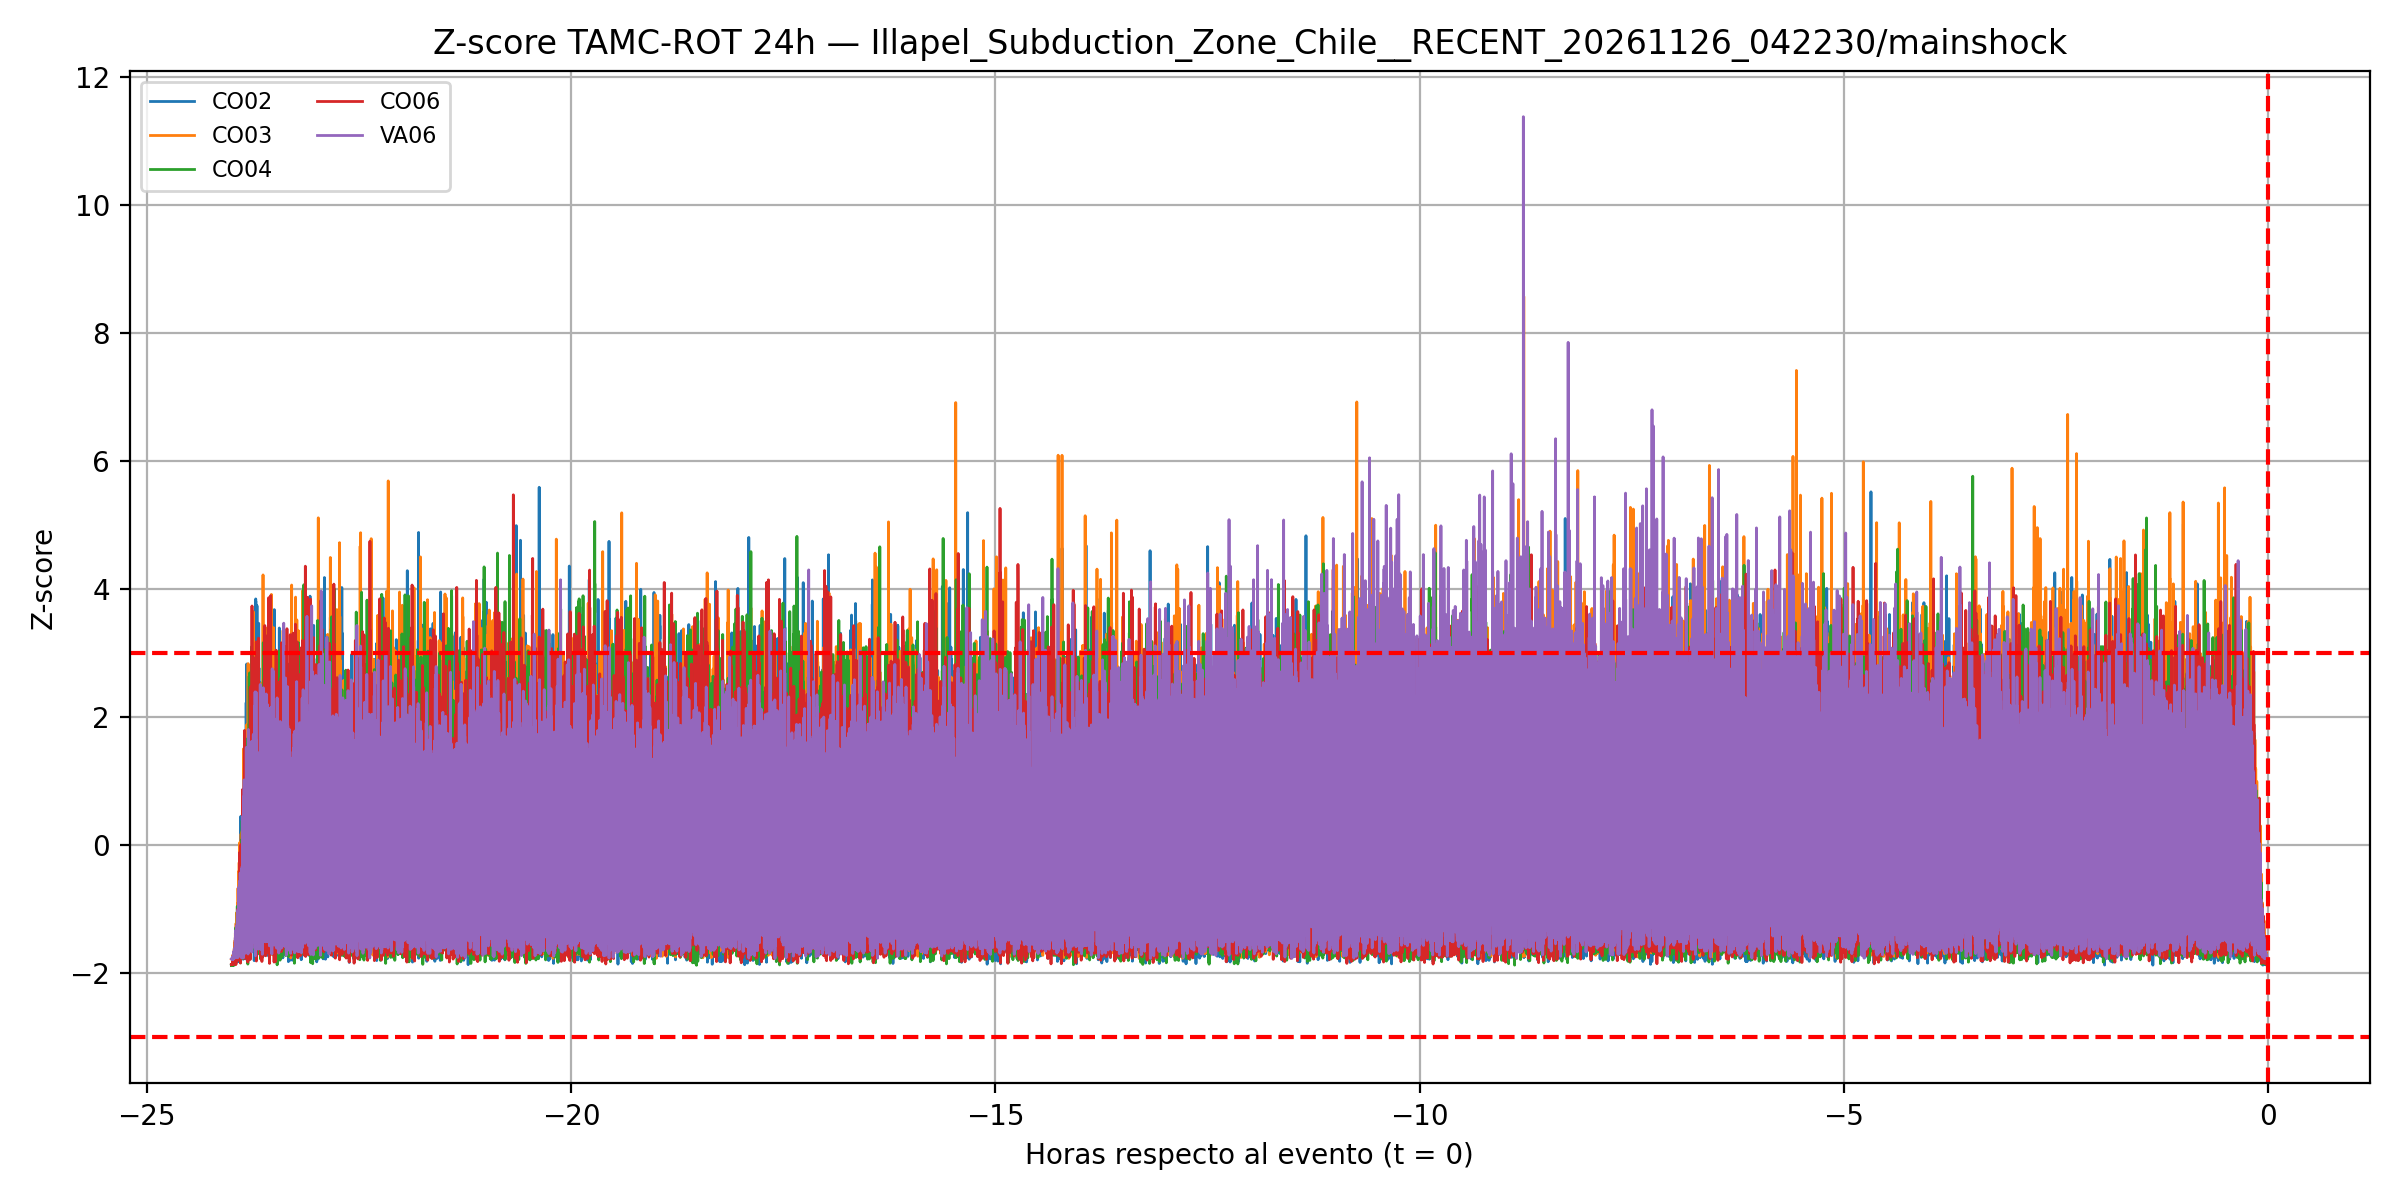 Z-score TAMC-ROT 24h — Illapel_Subduction_Zone_Chile__RECENT_20261126_042230/mainshock
CO02
CO03
CO04
CO06
VA06
12
10
8
6
4
2
0
−2
Z-score
−25
−20
−15
−10
−5
0
Horas respecto al evento (t = 0)